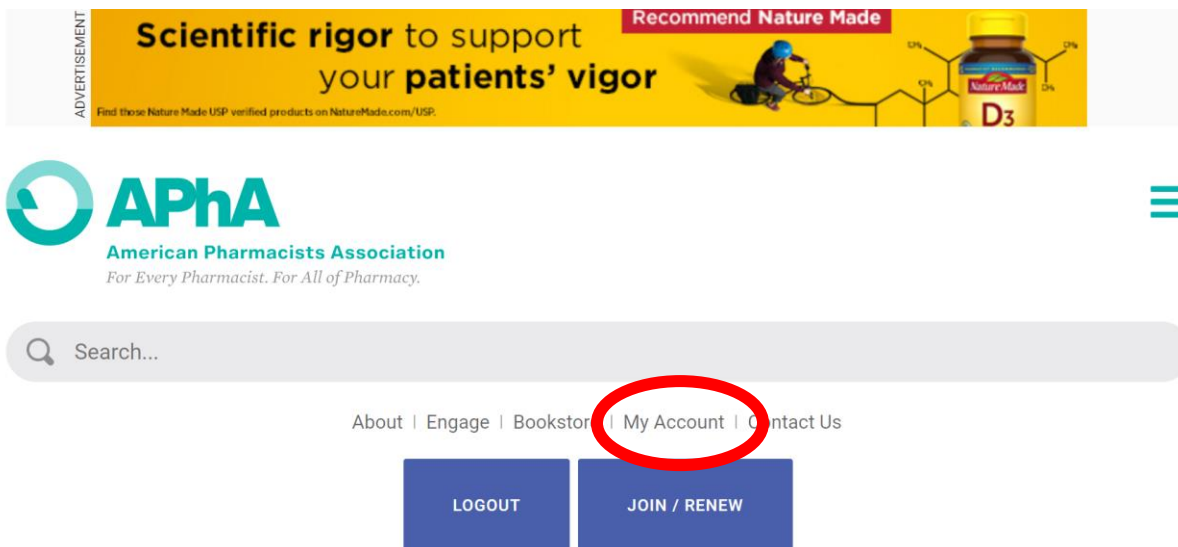 ADVERTISEMENT
Scientific rigor to support
your patients' vigor
Find those Nature Made USP verified products on NatureMade.com/USP.
Recommend Nature Made
Nature Made
D3
APhA
American Pharmacists Association
For Every Pharmacist. For All of Pharmacy.
Search...
About | Engage | Bookstor | My Account | C ntact Us
LOGOUT
JOIN / RENEW